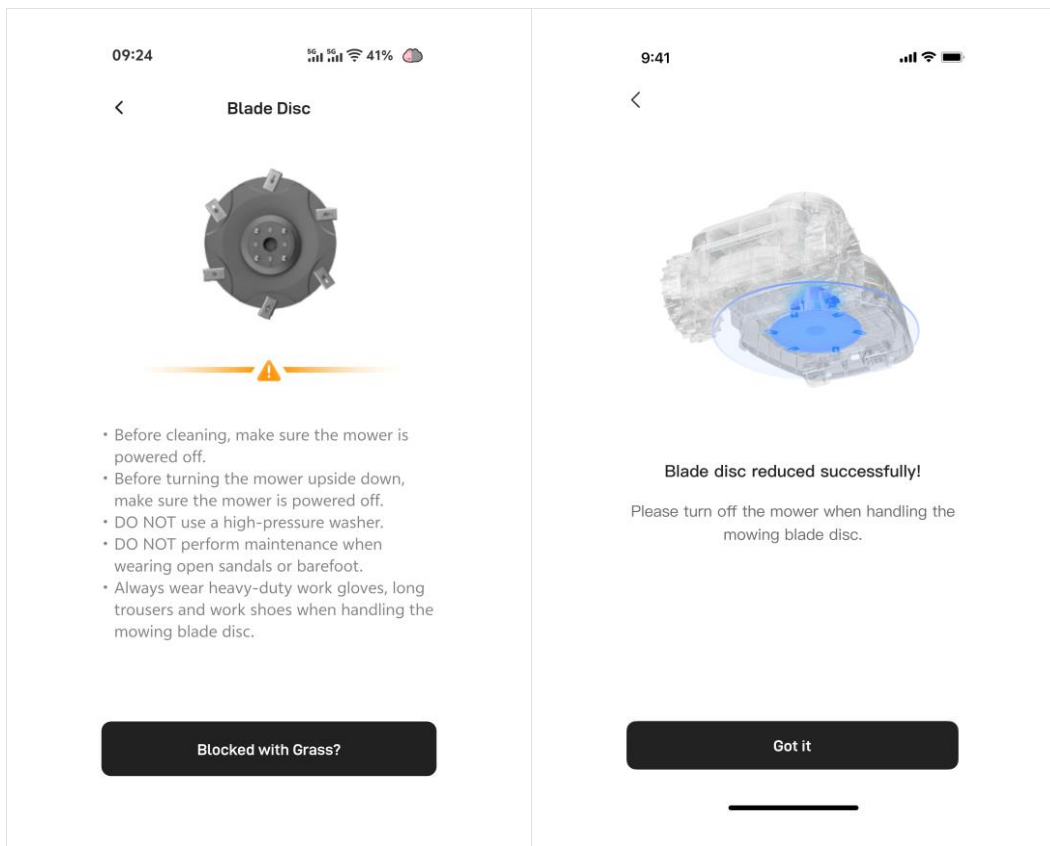 09:24
5G 5G 41%
Blade Disc
• Before cleaning, make sure the mower is
powered off.
• Before turning the mower upside down,
make sure the mower is powered off.
• DO NOT use a high-pressure washer.
• DO NOT perform maintenance when
wearing open sandals or barefoot.
• Always wear heavy-duty work gloves, long
trousers and work shoes when handling the
mowing blade disc.
Blocked with Grass?
9:41
Blade disc reduced successfully!
Please turn off the mower when handling the
mowing blade disc.
Got it